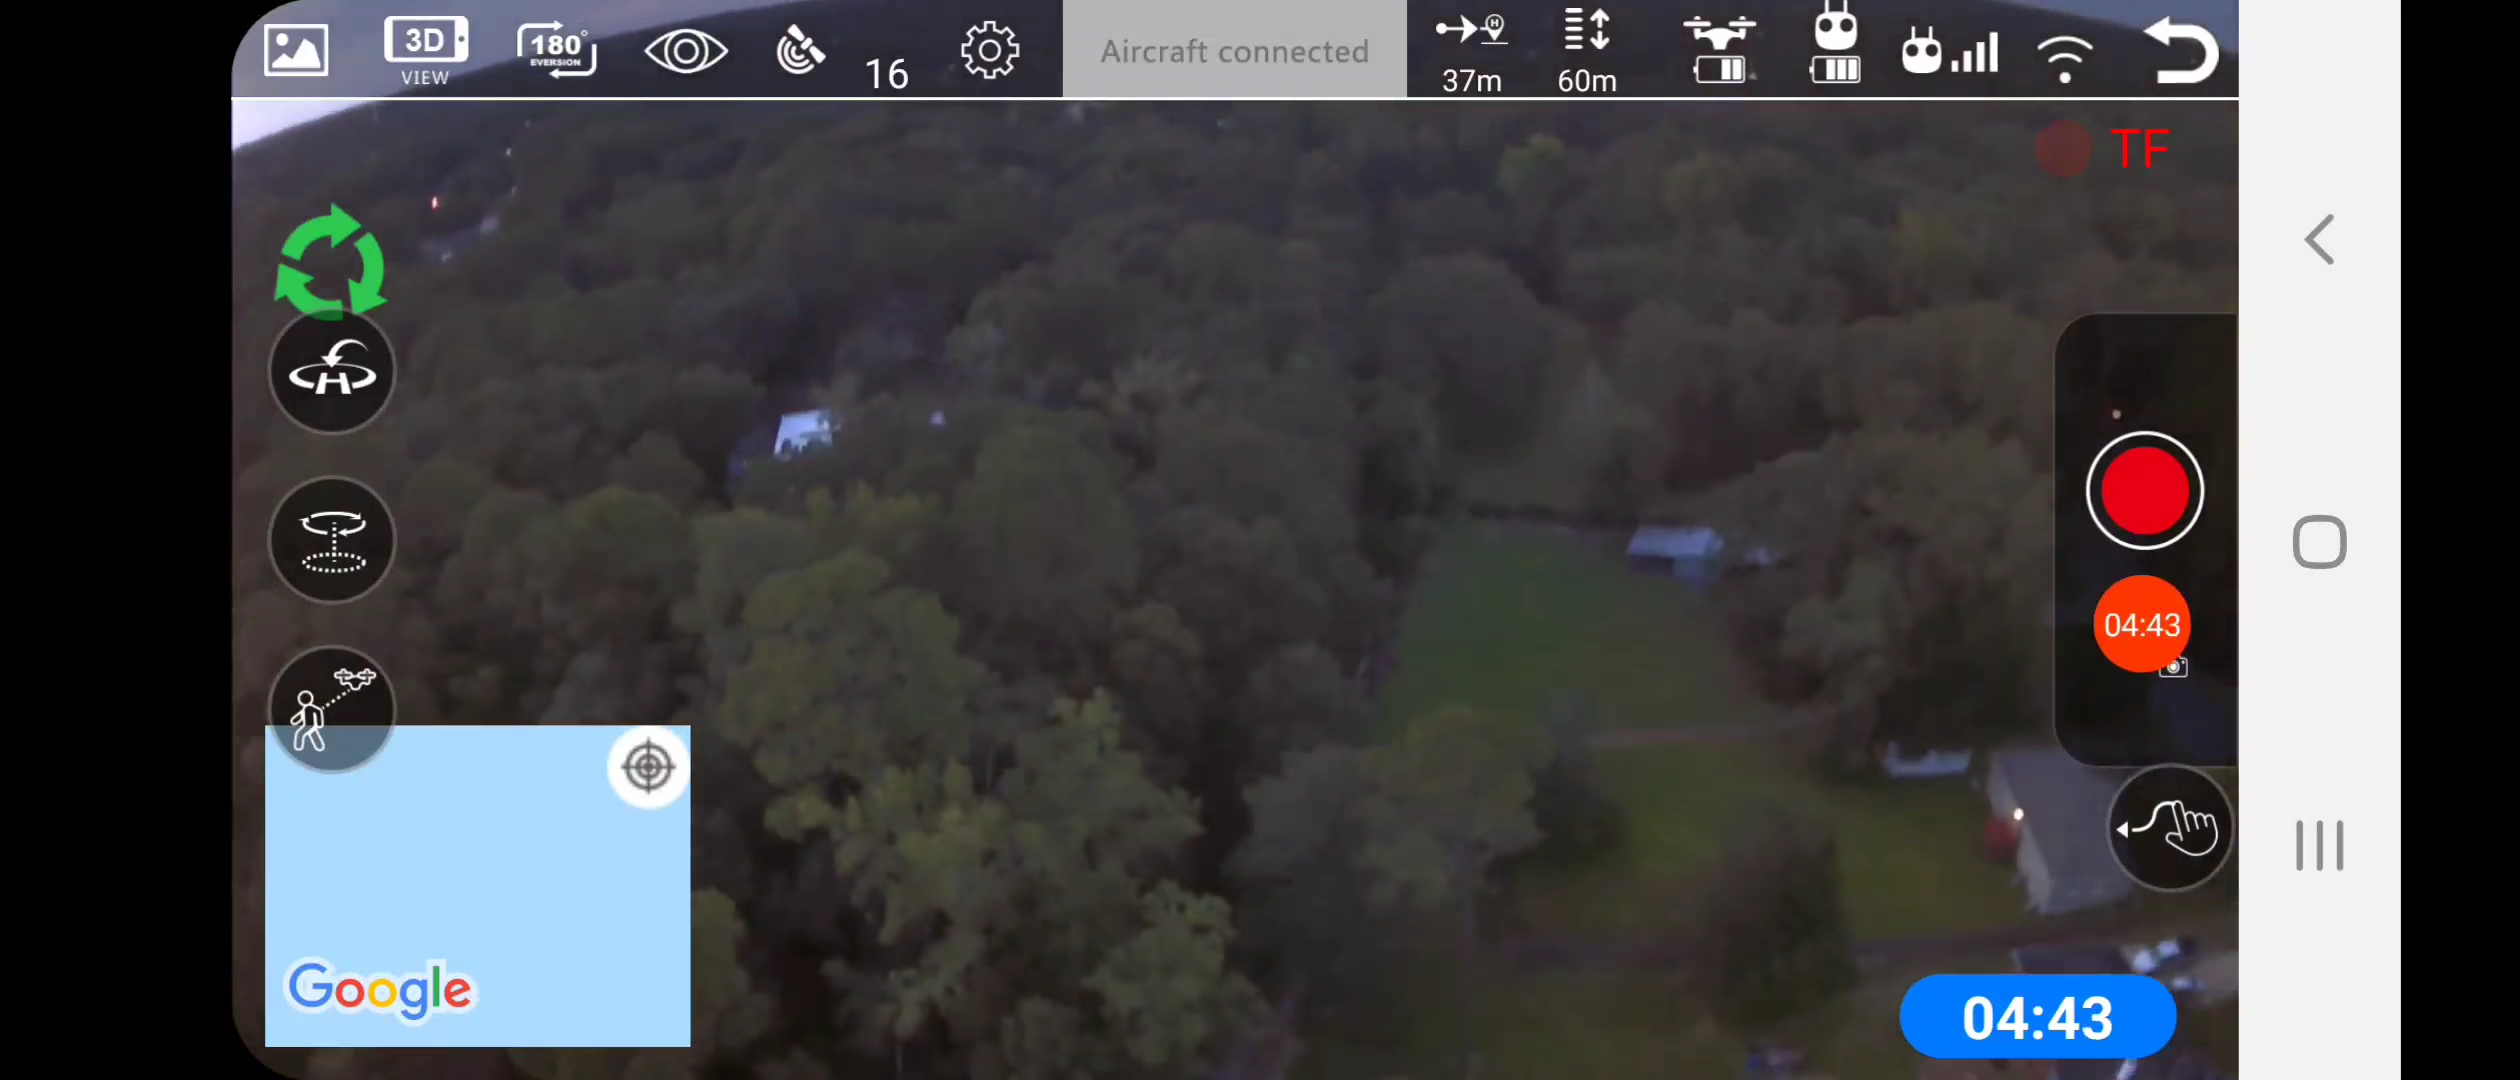 3D
VIEW
180°
EVERSION
16
Aircraft connected
H
37m
60m
TF
H
04:43
Google
04:43